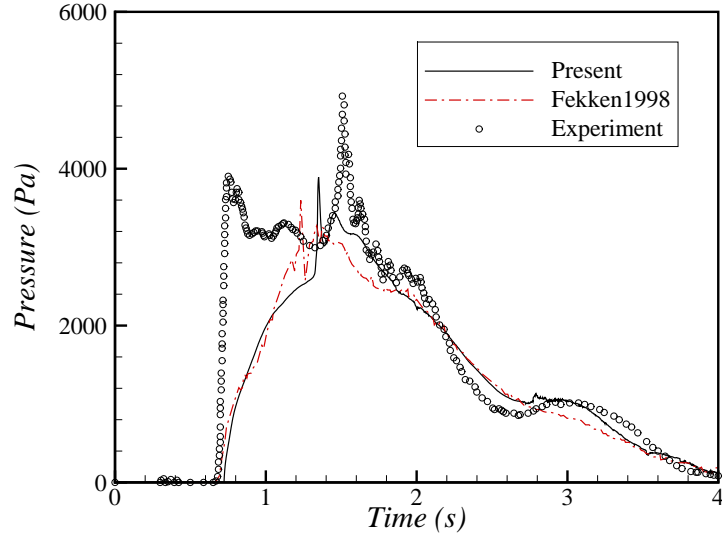 6000
4000
2000
0
Pressure (Pa)
Present
Fekken1998
Experiment
0
1
2
3
4
Time (s)